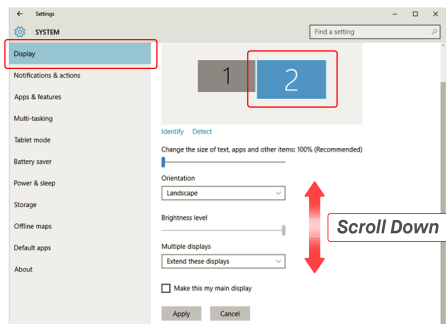 Settings
SYSTEM
Find a setting
Display
Notifications & actions
Apps & features
Multi-tasking
Tablet mode
Battery saver
Power & sleep
Storage
Offline maps
Default apps
About
1
2
Identify Detect
Change the size of text, apps and other items: 100% (Recommended)
Orientation
Landscape
Brightness level
Multiple displays
Extend these displays
Make this my main display
Apply Cancel
Scroll Down